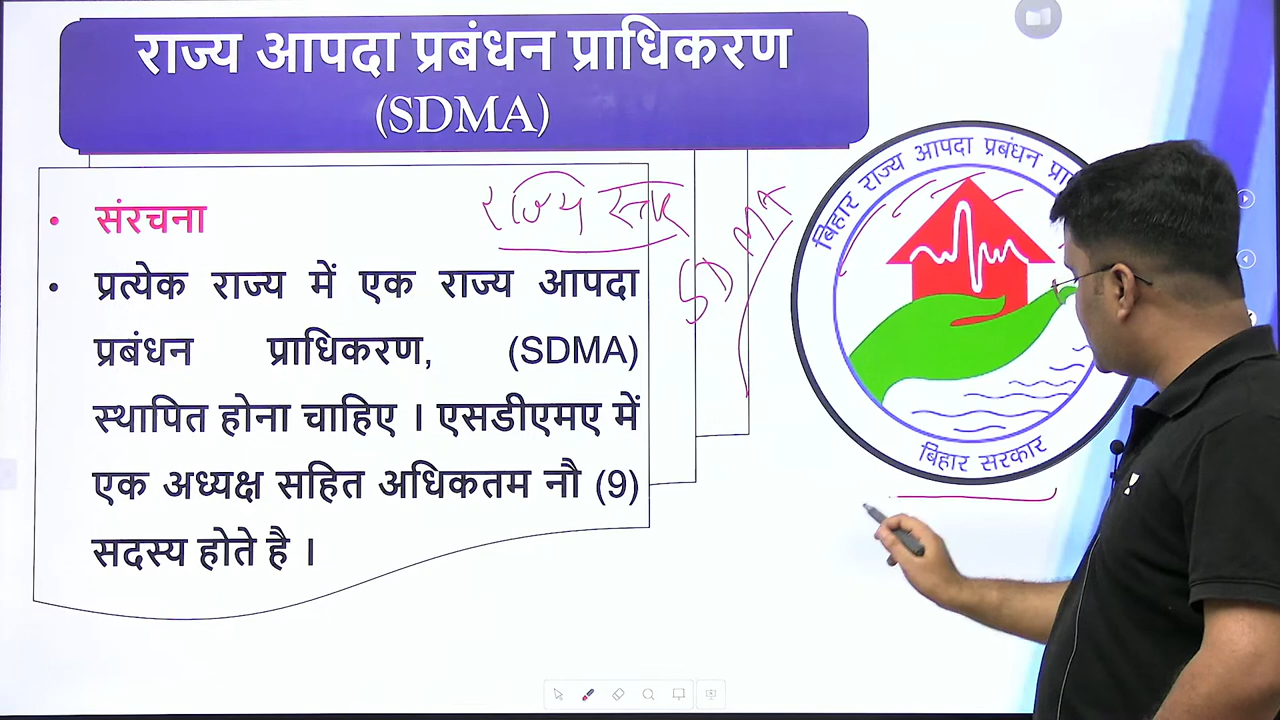 राज्य आपदा प्रबंधन प्राधिकरण
(SDMA)
• संरचना
राज्य स्तर
SDMA
• प्रत्येक राज्य में एक राज्य आपदा
प्रबंधन प्राधिकरण, (SDMA)
स्थापित होना चाहिए । एसडीएमए में
एक अध्यक्ष सहित अधिकतम नौ (9)
सदस्य होते है ।
बिहार राज्य आपदा प्रबंधन
बिहार सरकार